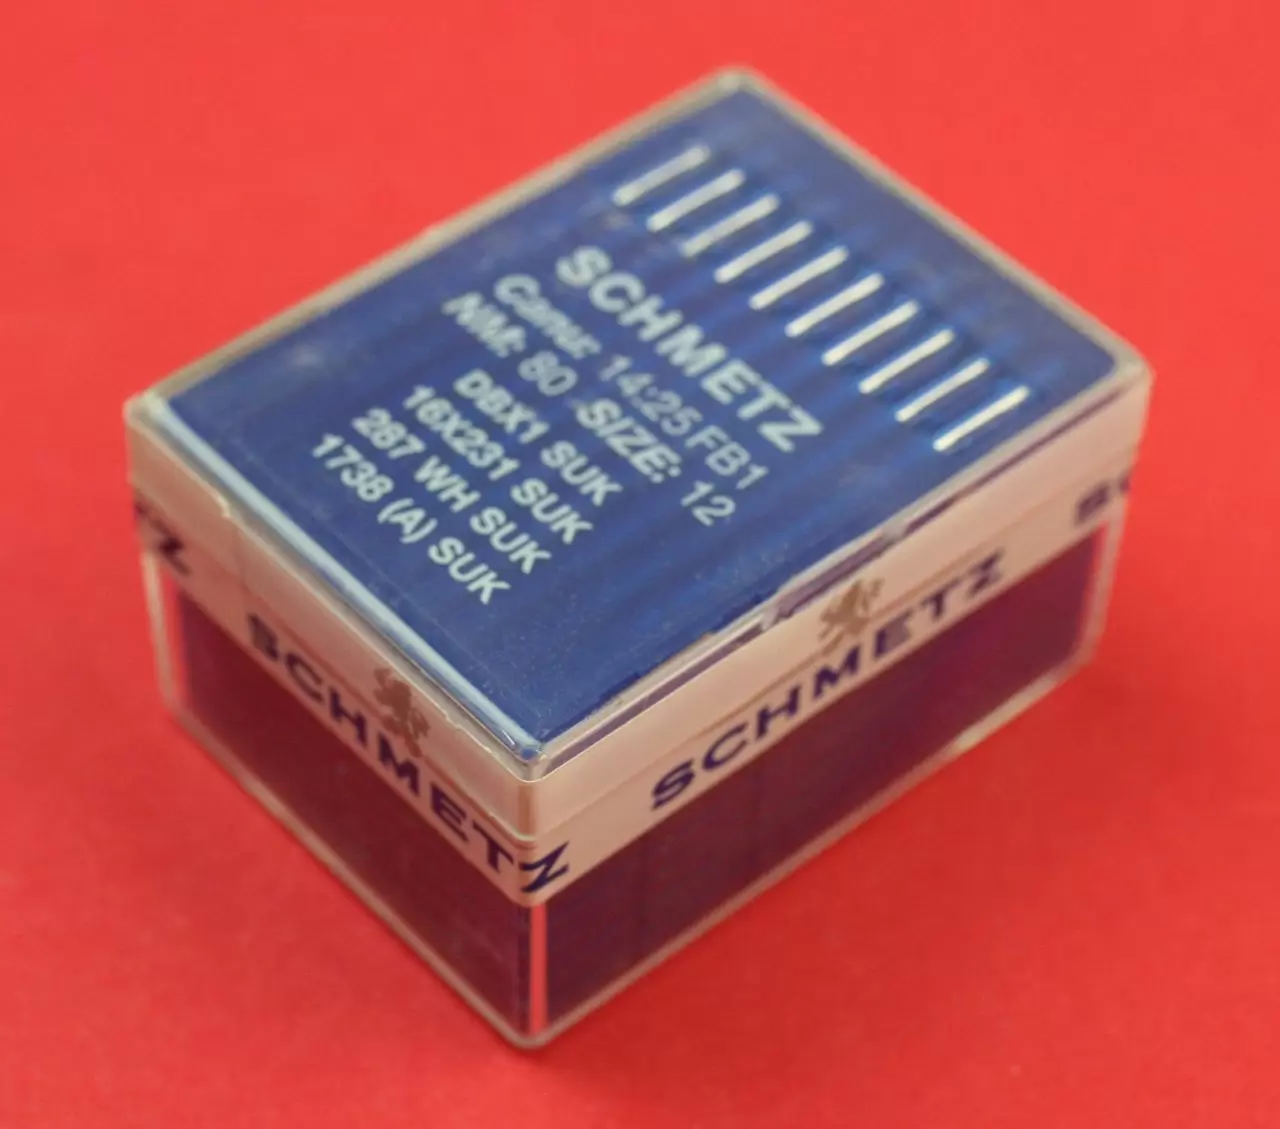 SCHMETZ
Canu: 14:25 FB1
NM: 80 SIZE: 12
DBX1 SUK
16X231 SUK
287 WH SUK
1738 (A) SUK
SCHMETZ
SCHMETZ